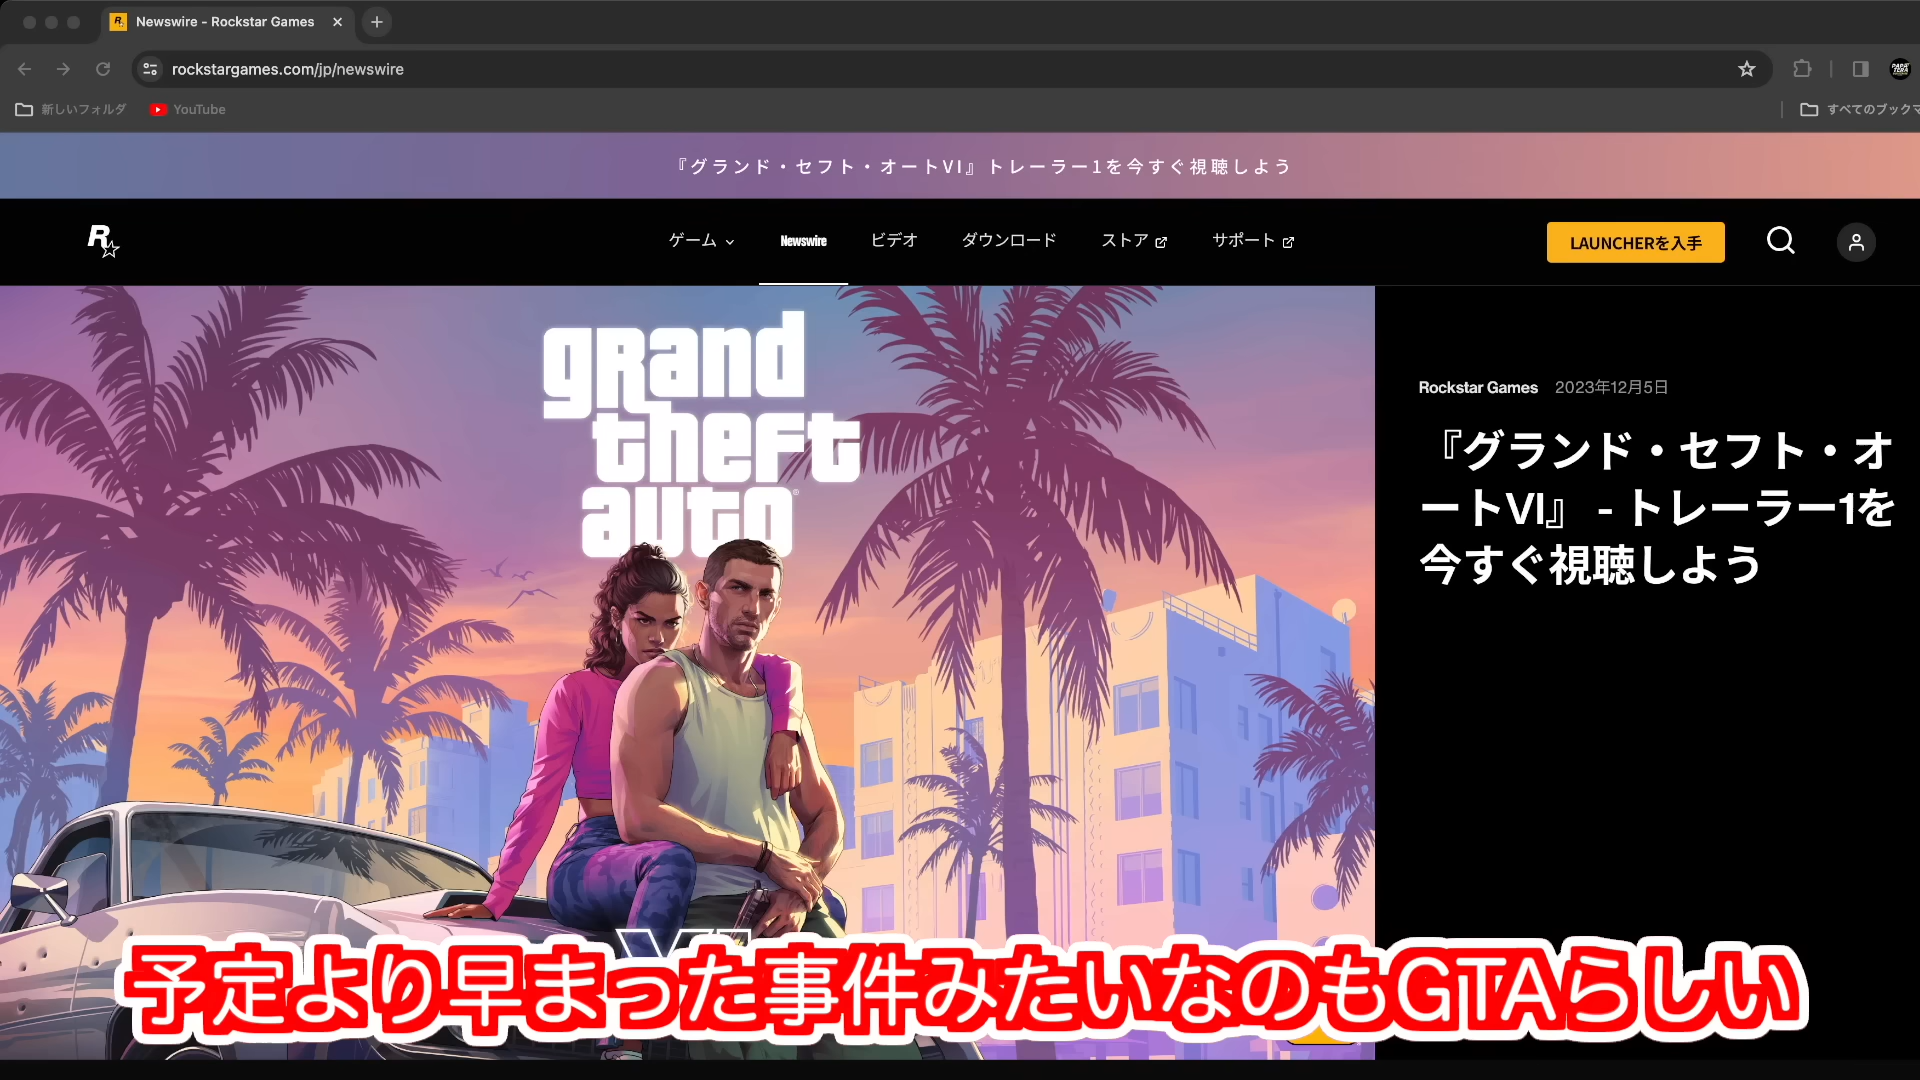 Newswire - Rockstar Games
rockstargames.com/jp/newswire
新しいフォルダ
YouTube
すべてのブックマ
『グランド・セフト・オートVI』トレーラー1を今すぐ視聴しよう
ゲーム
Newswire
ビデオ
ダウンロード
ストア
サポート
LAUNCHERを入手
grand
theft
auto
VI
Rockstar Games 2023年12月5日
『グランド・セフト・オ
ートVI』 - トレーラー1を
今すぐ視聴しよう
予定より早まった事件みたいなのもGTAらしい